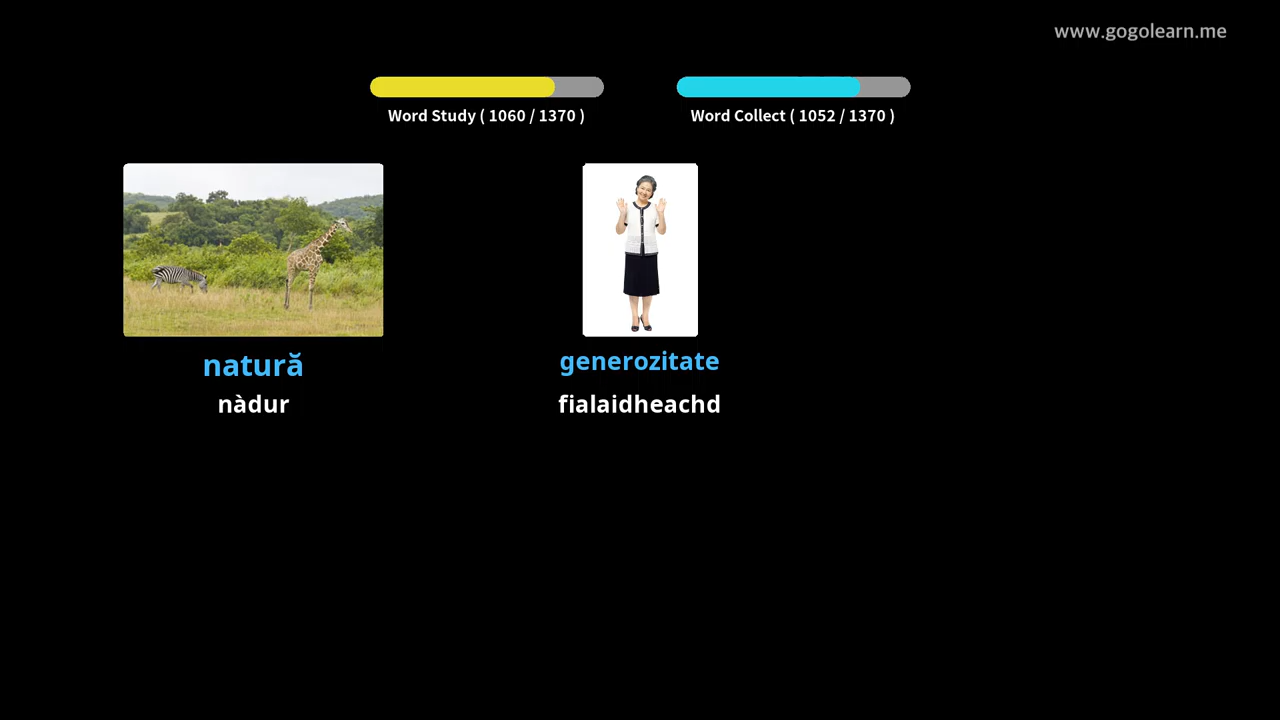 www.gogolearn.me
Word Study ( 1060 / 1370 )
Word Collect ( 1052 / 1370 )
natură
nàdur
generozitate
fialaidheachd